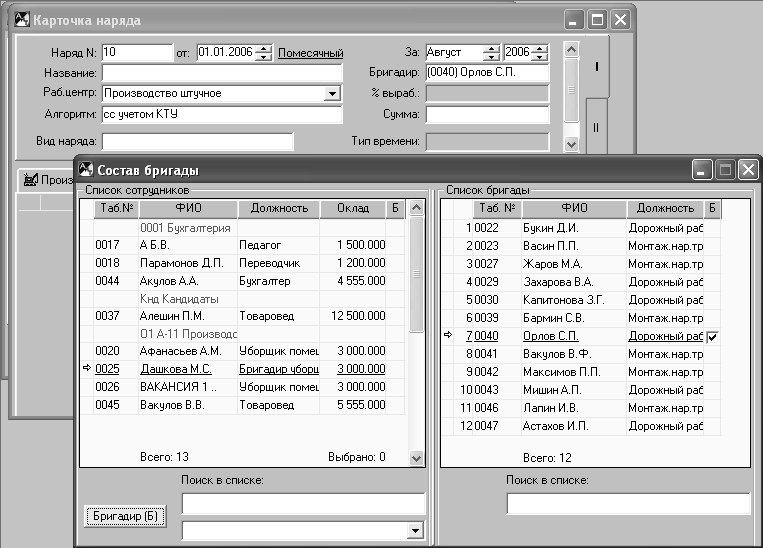 Карточка наряда
Наряд N: 10 от: 01.01.2006 Помесячный За: Август 2006
Название: Бригадир: (0040) Орлов С.П.
Раб.центр: Производство штучное % выраб.:
Алгоритм: сс учетом КТУ Сумма:
Вид наряда: Тип времени:
I
II
Произ
Состав бригады
Список сотрудников
Таб.№ ФИО Должность Оклад Б
0001 Бухгалтерия
0017 А Б.В. Педагог 1 500.000
0018 Парамонов Д.П. Переводчик 1 200.000
0044 Акулов А.А. Бухгалтер 4 555.000
Кнд Кандидаты
0037 Алешин П.М. Товаровед 12 500.000
01 А-11 Производс
0020 Афанасьев А.М. Уборщик помец 3 000.000
0025 Дашкова М.С. Бригадир уборщ 3 000.000
0026 ВАКАНСИЯ 1 .. Уборщик помец 3 000.000
0045 Вакулов В.В. Товаровед 5 555.000
Всего: 13 Выбрано: 0
Поиск в списке:
Бригадир (Б)
Список бригады
Таб. № ФИО Должность Б
1 0022 Букин Д.И. Дорожный раб
2 0023 Васин П.П. Монтаж.нар.тр
3 0027 Жаров М.А. Монтаж.нар.тр
4 0029 Захарова В.А. Дорожный раб
5 0030 Капитонова З.Г. Дорожный раб
6 0039 Бармин С.В. Монтаж.нар.тр
7 0040 Орлов С.П. Дорожный раб
8 0041 Вакулов В.Ф. Монтаж.нар.тр
9 0042 Максимов П.П. Монтаж.нар.тр
10 0043 Мишин А.П. Дорожный раб
11 0046 Лапин И.В. Монтаж.нар.тр
12 0047 Астахов И.П. Дорожный раб
Всего: 12
Поиск в списке: